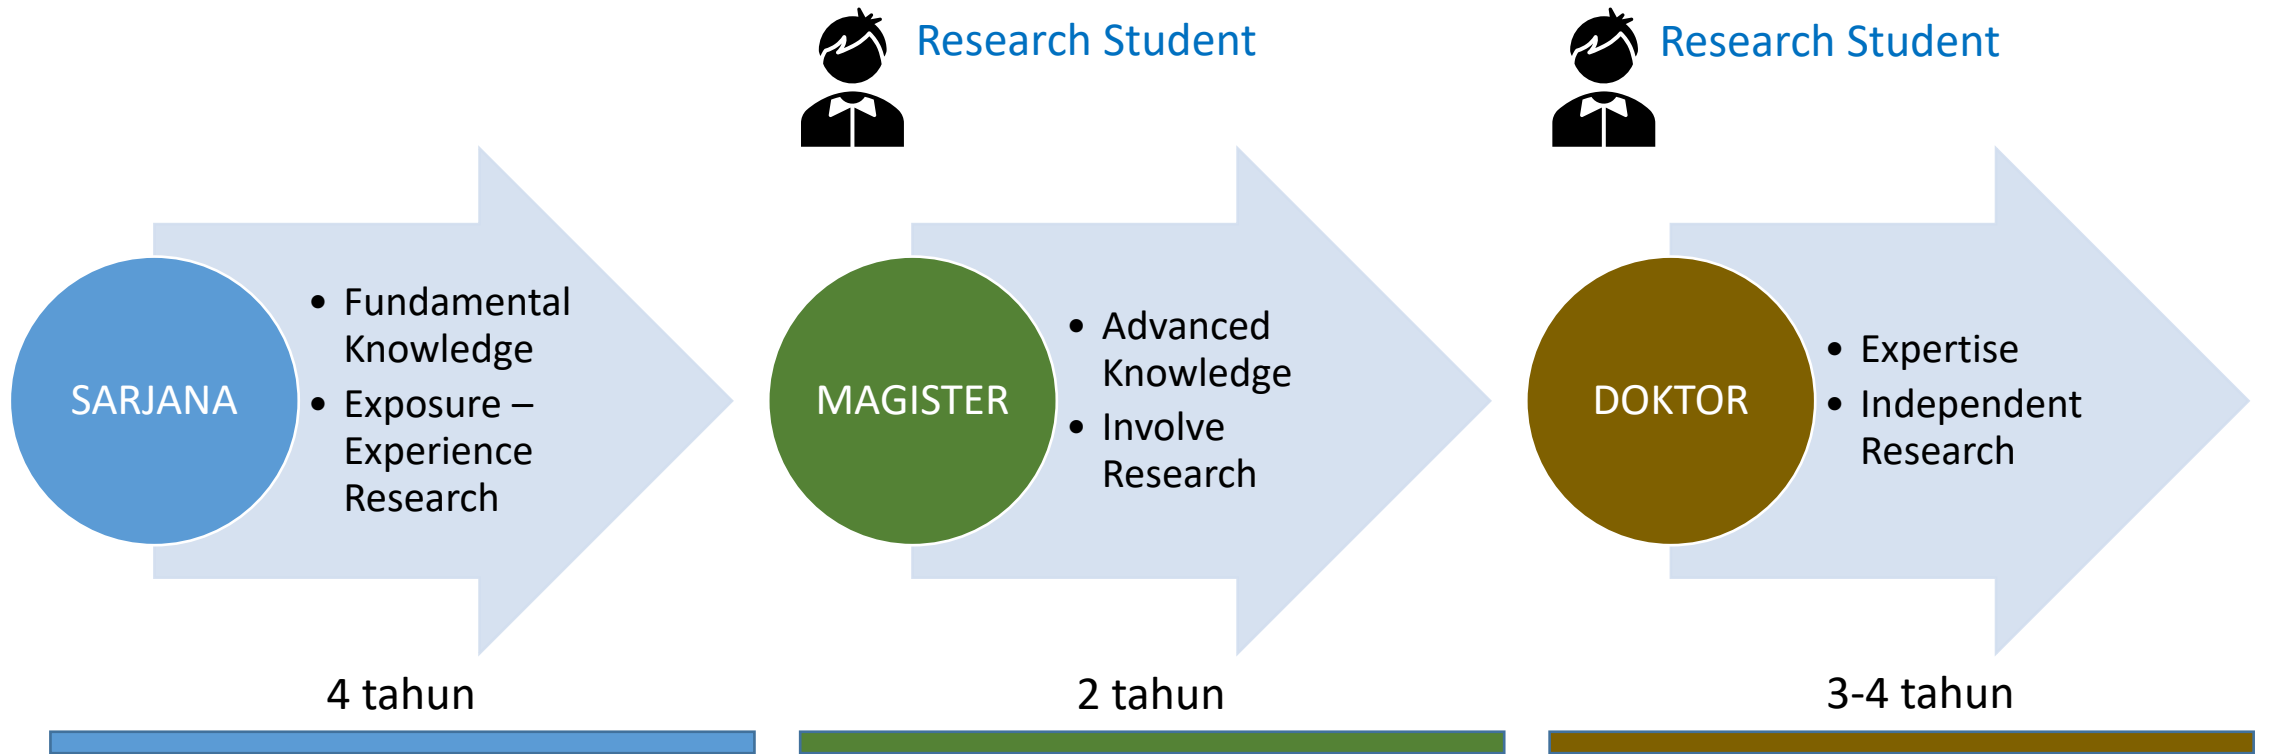 Research Student
Research Student
SARJANA
• Fundamental
Knowledge
• Exposure –
Experience
Research
MAGISTER
• Advanced
Knowledge
• Involve
Research
DOKTOR
• Expertise
• Independent
Research
4 tahun
2 tahun
3-4 tahun